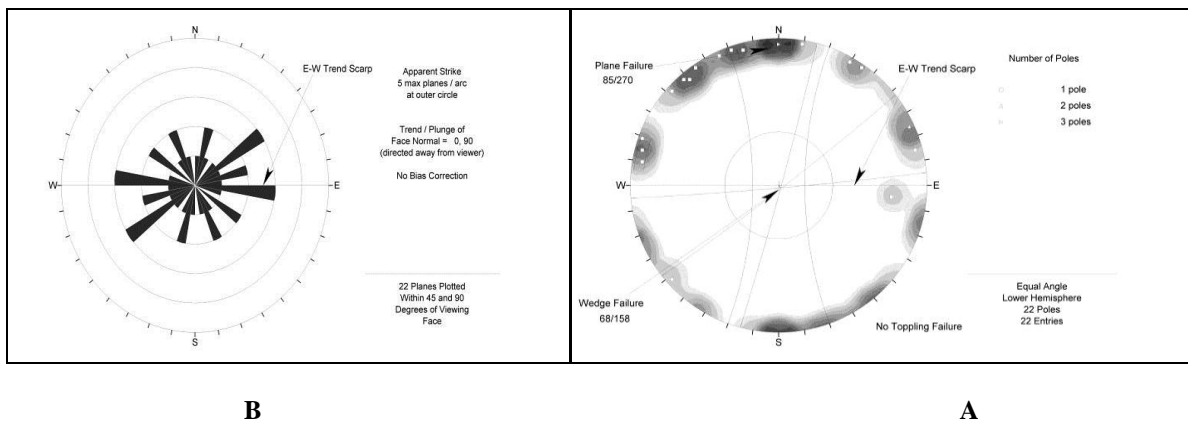 N
E-W Trend Scarp
Apparent Strike
5 max planes / arc
at outer circle
Trend / Plunge of
Face Normal = 0, 90
(directed away from viewer)
No Bias Correction
W
E
22 Planes Plotted
Within 45 and 90
Degrees of Viewing
Face
S
N
Plane Failure
85/270
E-W Trend Scarp
Number of Poles
1 pole
2 poles
3 poles
W
E
Wedge Failure
68/158
No Toppling Failure
Equal Angle
Lower Hemisphere
22 Poles
22 Entries
S
B
A